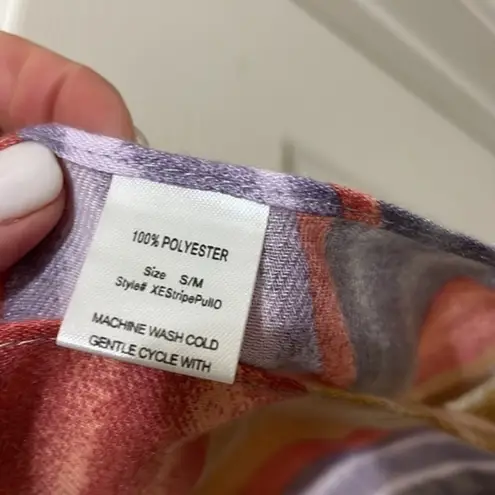 100% POLYESTER
Size S/M
Style# XEStripePullO
MACHINE WASH COLD
GENTLE CYCLE WITH